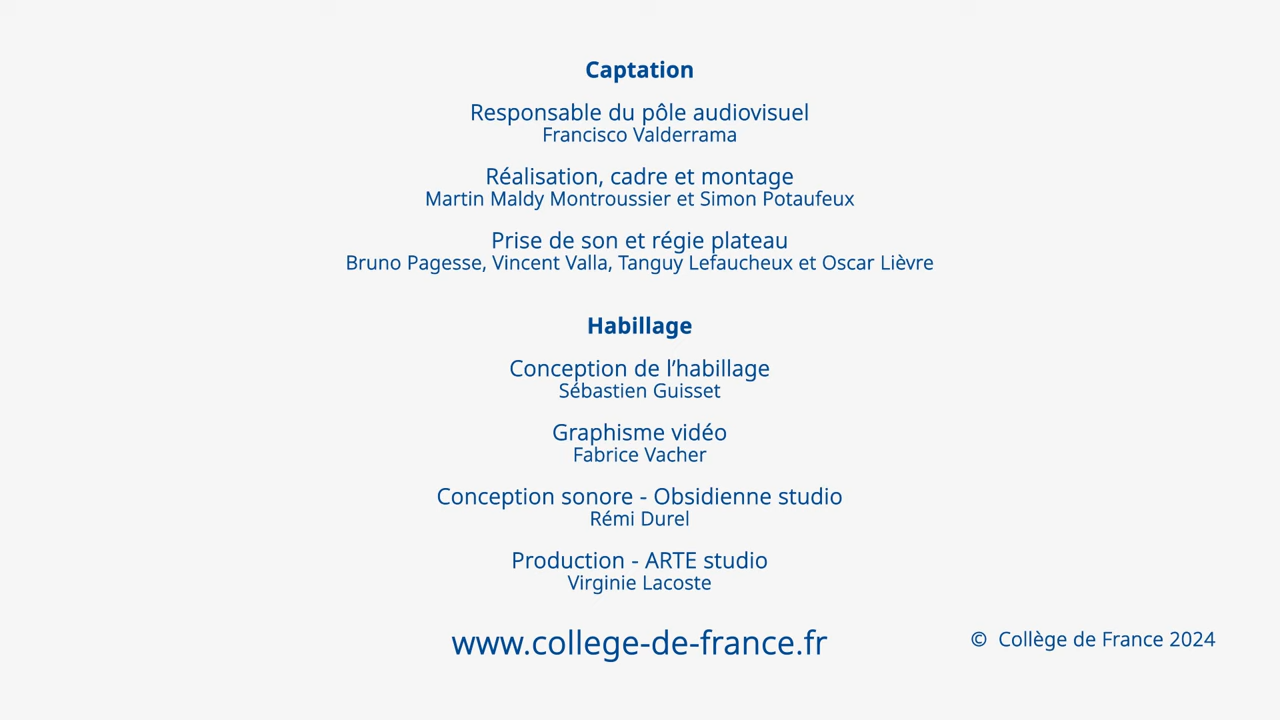 Captation
Responsable du pôle audiovisuel
Francisco Valderrama
Réalisation, cadre et montage
Martin Maldy Montroussier et Simon Potaufeux
Prise de son et régie plateau
Bruno Pagesse, Vincent Valla, Tanguy Lefaucheux et Oscar Lièvre
Habillage
Conception de l’habillage
Sébastien Guisset
Graphisme vidéo
Fabrice Vacher
Conception sonore - Obsidienne studio
Rémi Durel
Production - ARTE studio
Virginie Lacoste
www.college-de-france.fr
© Collège de France 2024